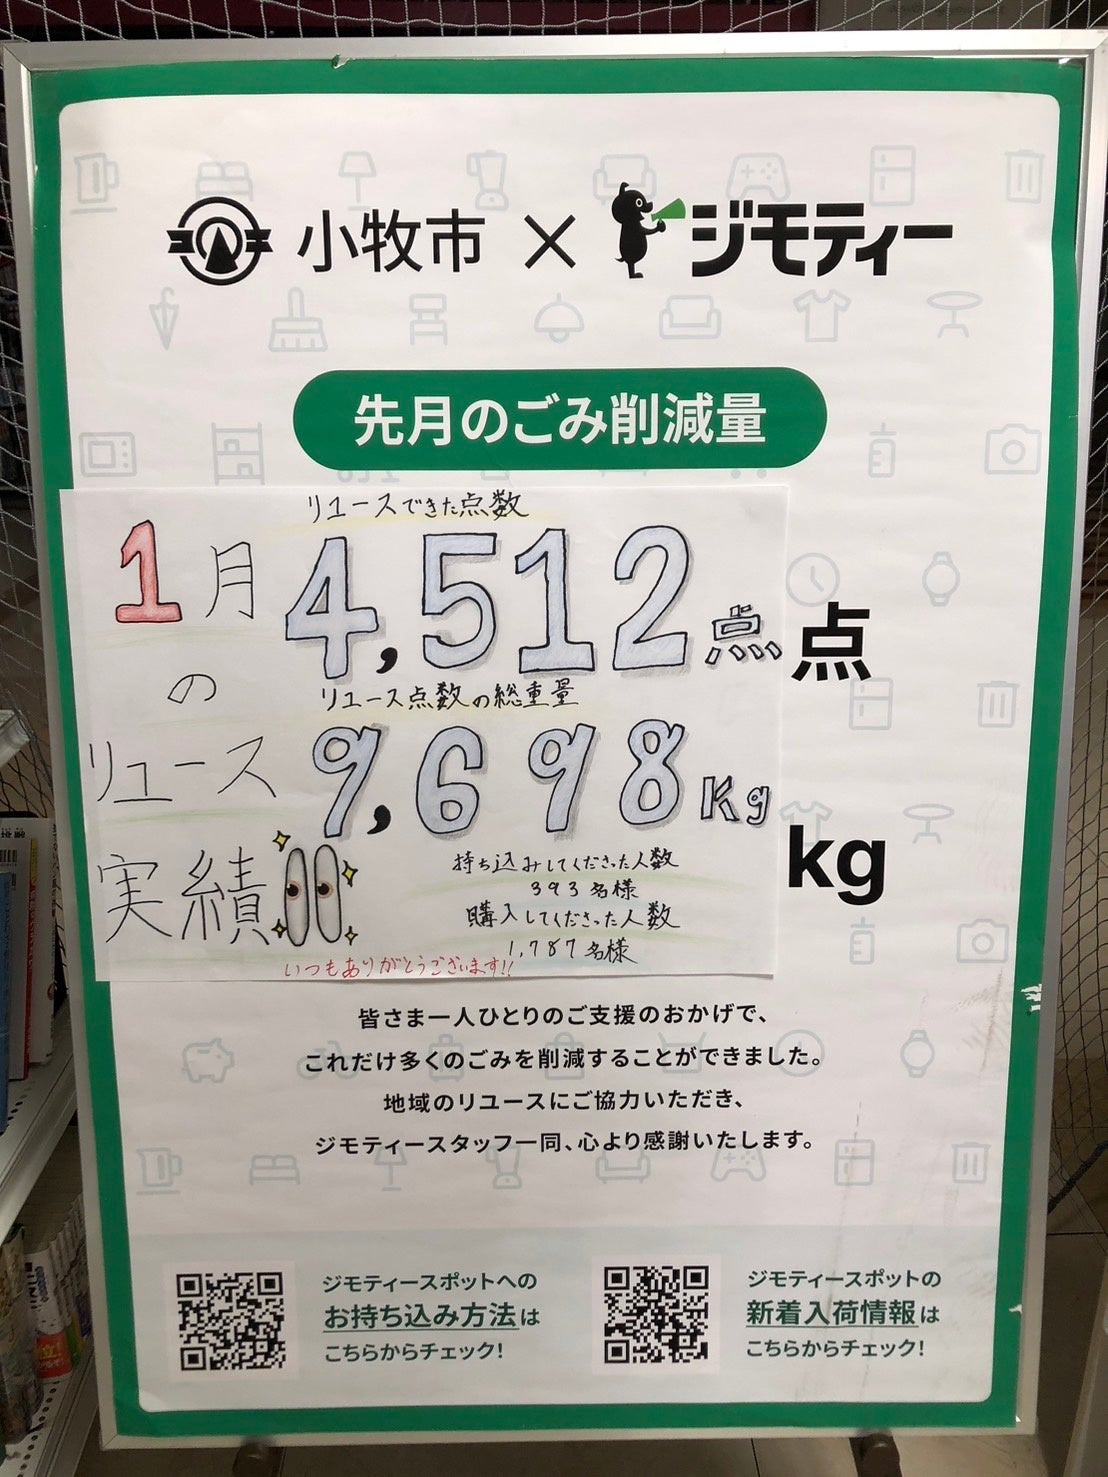 小牧市 × ジモティー
先月のごみ削減量
リユースできた点数
1月 4,512点 点
の
リユース点数の総重量
リユース 9,698Kg kg
実績
持ち込みしてくださった人数
393名様
購入してくださった人数
1,787名様
いつもありがとうございます!!
皆さま一人ひとりのご支援のおかげで、
これだけ多くのごみを削減することができました。
地域のリユースにご協力いただき、
ジモティースタッフ一同、心より感謝いたします。
ジモティースポットへの
お持ち込み方法は
こちらからチェック!
ジモティースポットの
新着入荷情報は
こちらからチェック!